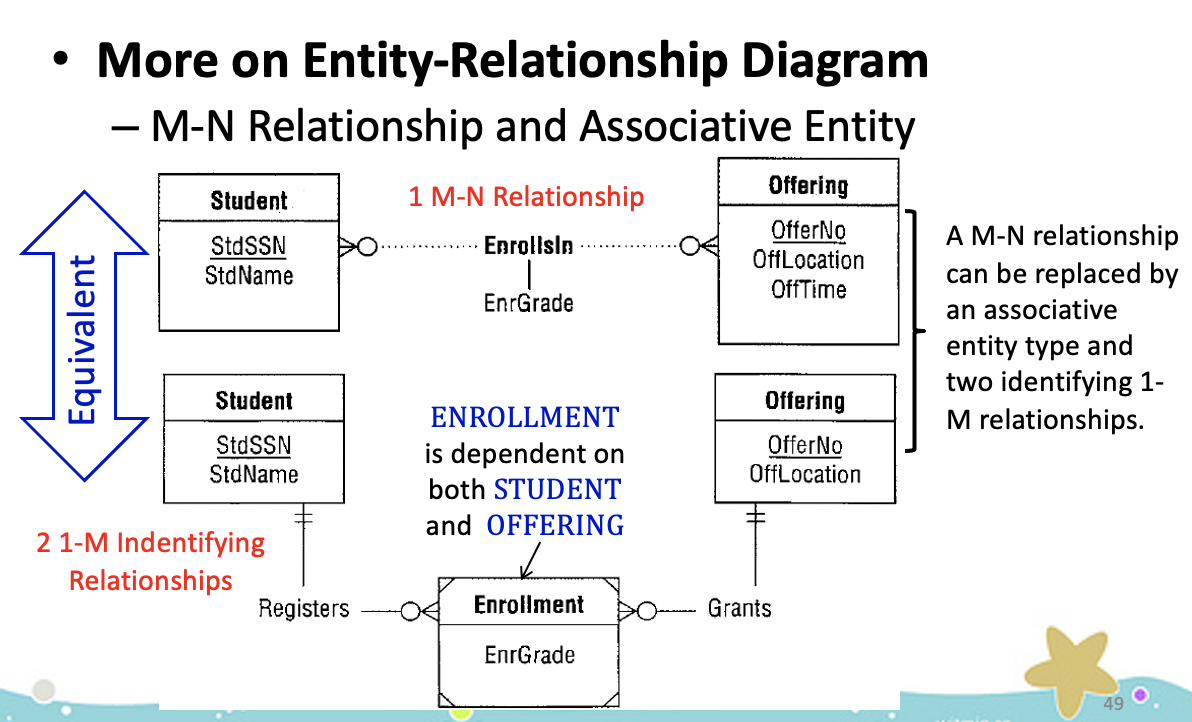 • More on Entity-Relationship Diagram
– M-N Relationship and Associative Entity
Equivalent
Student
StdSSN
StdName
1 M-N Relationship
EnrollsIn
EnrGrade
Offering
OfferNo
OffLocation
OffTime
A M-N relationship
can be replaced by
an associative
entity type and
two identifying 1-
M relationships.
Student
StdSSN
StdName
ENROLLMENT
is dependent on
both STUDENT
and OFFERING
Offering
OfferNo
OffLocation
2 1-M Indentifying
Relationships
Registers
Enrollment
EnrGrade
Grants
49